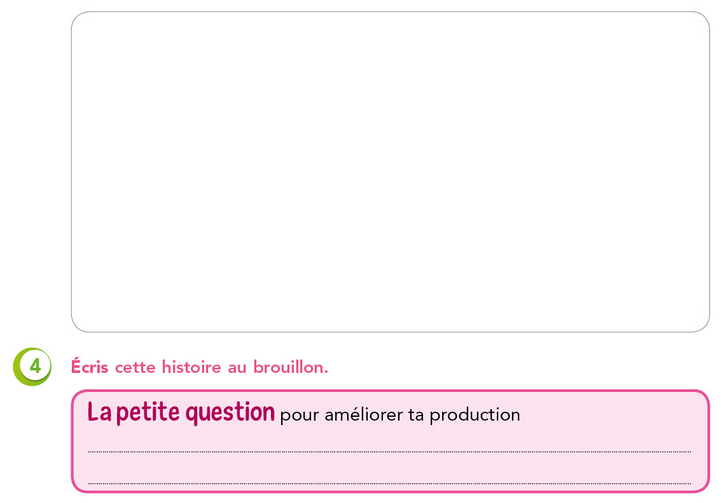 4 Écris cette histoire au brouillon.
La petite question pour améliorer ta production